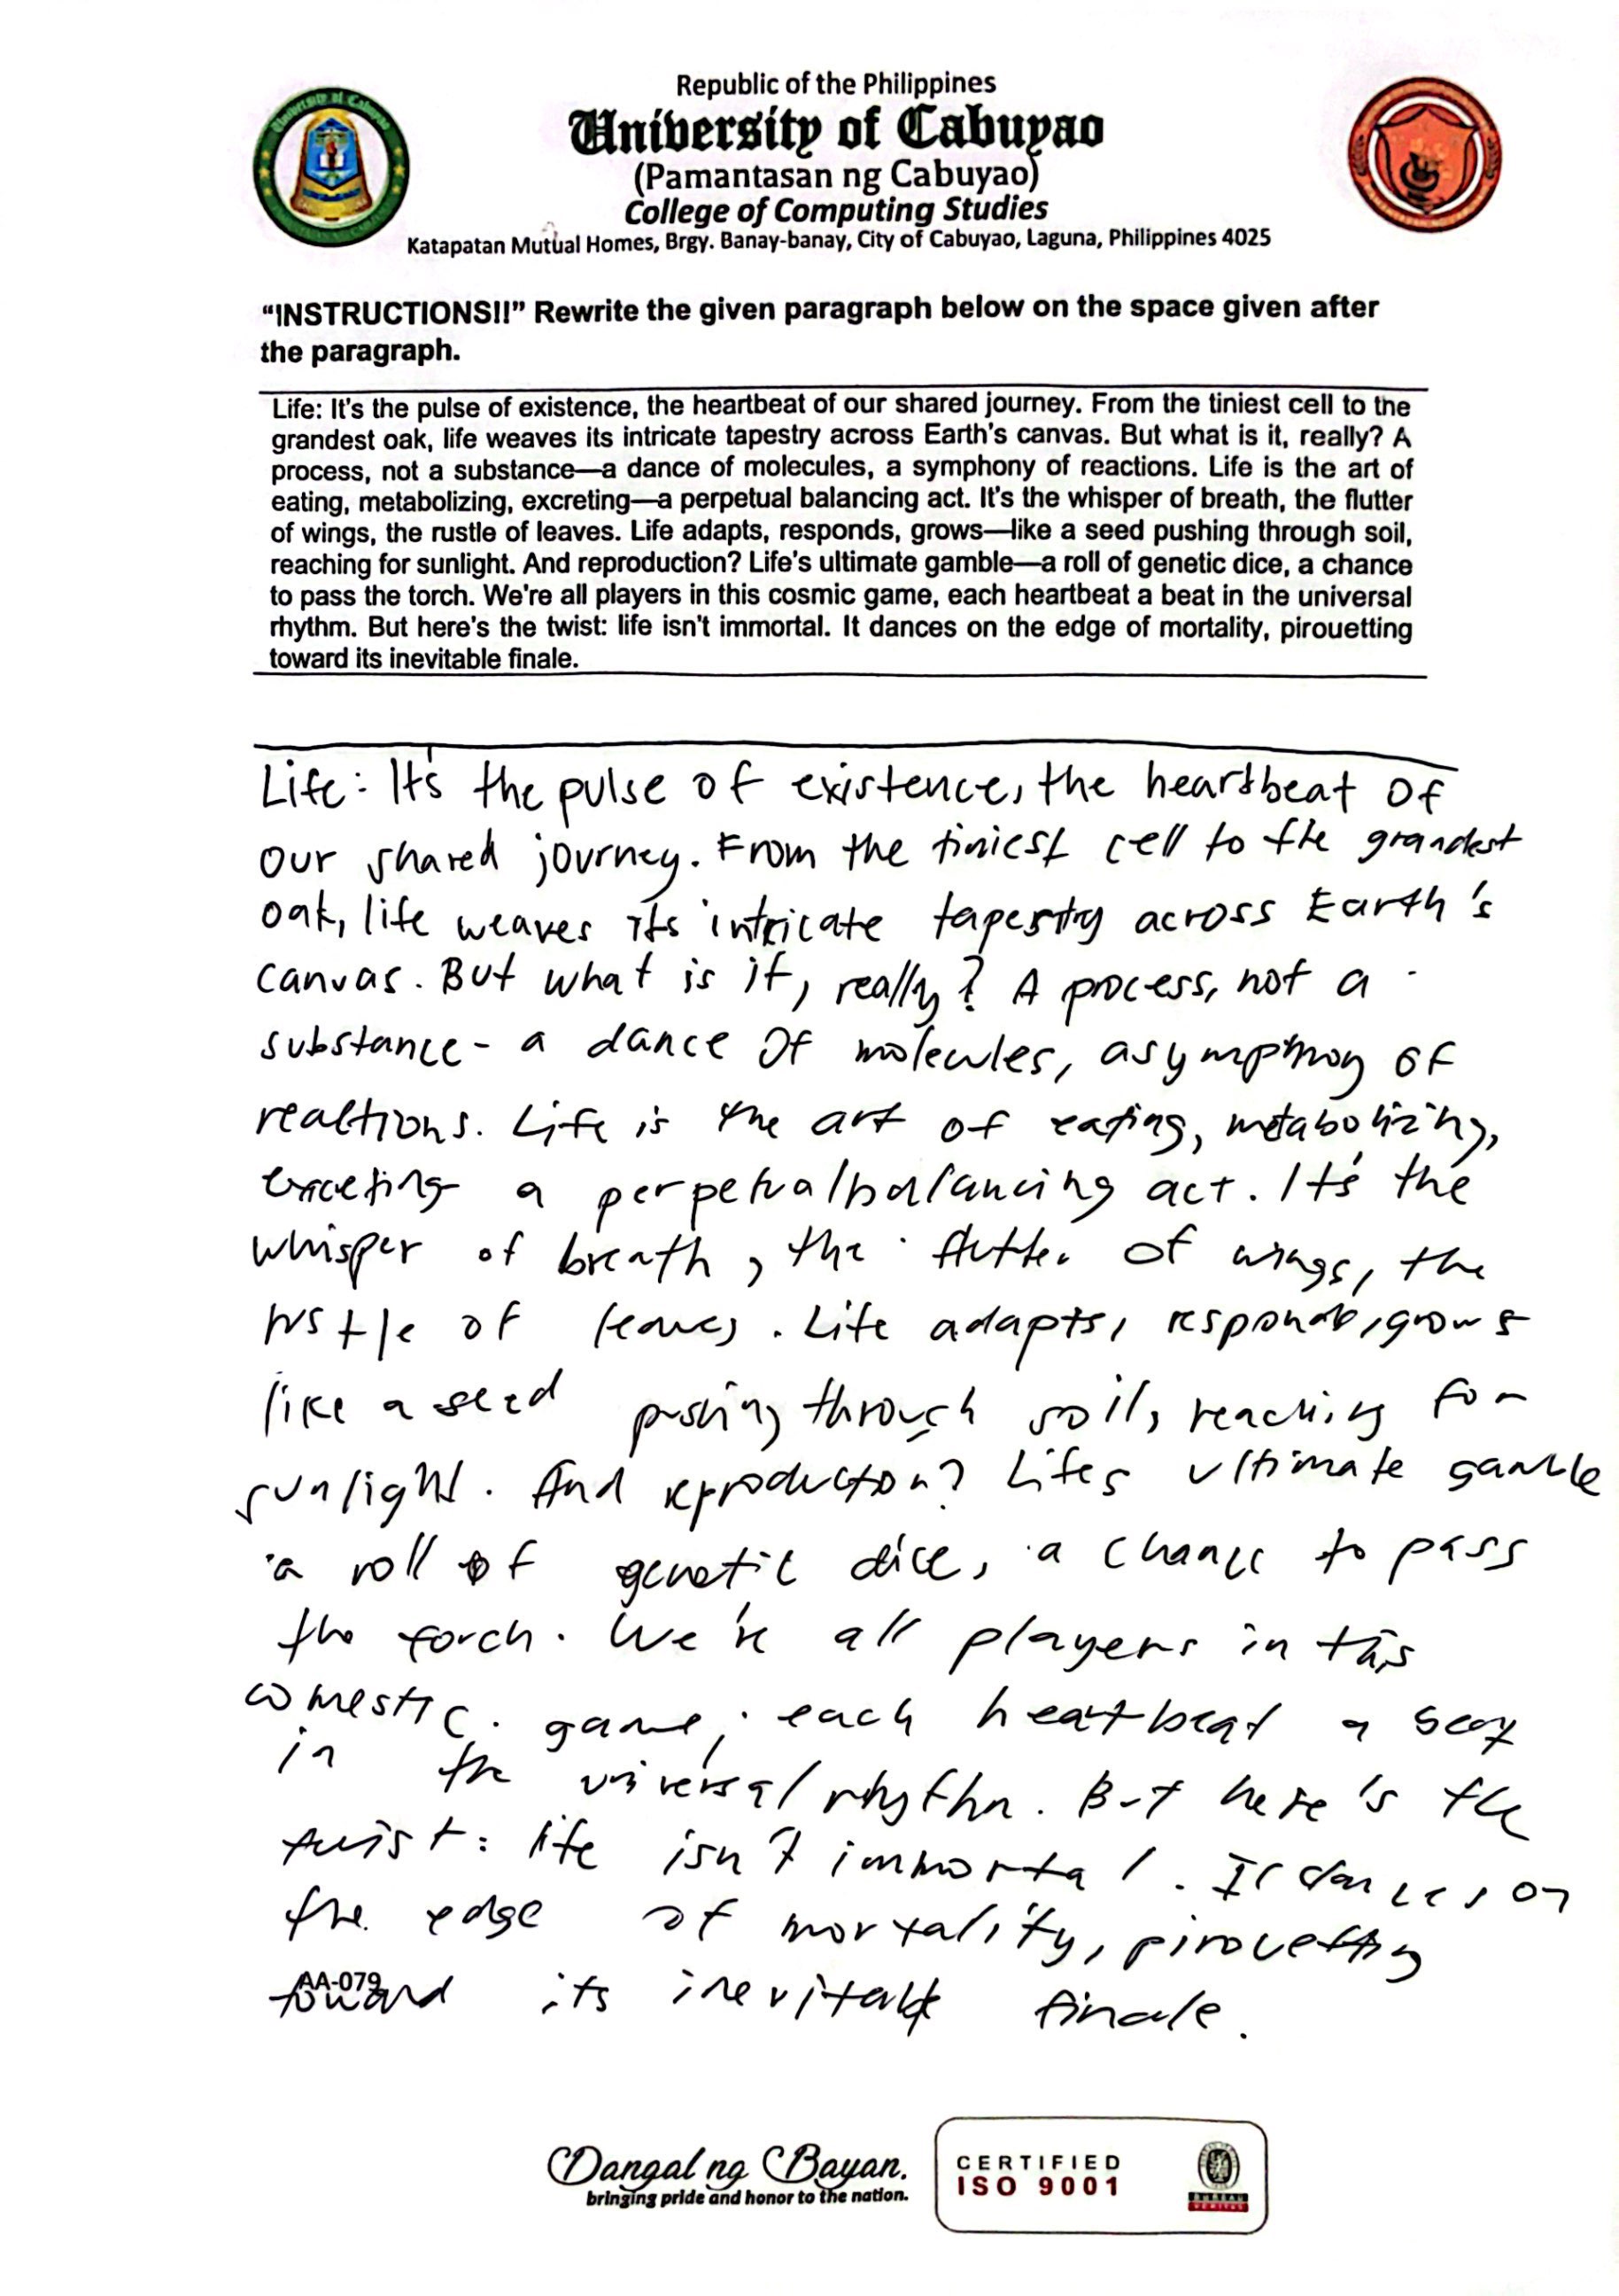 Republic of the Philippines
University of Cabuyao
(Pamantasan ng Cabuyao)
College of Computing Studies
Katapatan Mutual Homes, Brgy. Banay-banay, City of Cabuyao, Laguna, Philippines 4025
“INSTRUCTIONS!!” Rewrite the given paragraph below on the space given after
the paragraph.
Life: It's the pulse of existence, the heartbeat of our shared journey. From the tiniest cell to the
grandest oak, life weaves its intricate tapestry across Earth's canvas. But what is it, really? A
process, not a substance—a dance of molecules, a symphony of reactions. Life is the art of
eating, metabolizing, excreting—a perpetual balancing act. It's the whisper of breath, the flutter
of wings, the rustle of leaves. Life adapts, responds, grows—like a seed pushing through soil,
reaching for sunlight. And reproduction? Life's ultimate gamble—a roll of genetic dice, a chance
to pass the torch. We're all players in this cosmic game, each heartbeat a beat in the universal
rhythm. But here's the twist: life isn't immortal. It dances on the edge of mortality, pirouetting
toward its inevitable finale.
Life: It's the pulse of existence, the heartbeat of
our shared journey. From the tiniest cell to the grandest
oak, life weaves its intricate tapestry across Earth's
canvas. But what is it, really? A process, not a
substance - a dance of molecules, a of
reactions. Life is the art of eating, metabolizing,
a perpetual balancing act. It's the
whisper of breath, the flutter of wings, the
rustle of leaves. Life adapts, responds, grows
like a seed pushing through soil, reaching for
sunlight. And reproduction? Life's ultimate gamble
a roll of genetic dice, a chance to pass
the torch. We're all players in this
game, each heartbeat a beat
in the universal rhythm. But here's the
twist: life isn't immortal. It dances on
the edge of mortality, pirouetting
AA-079
toward its inevitable finale.
Dangal ng Bayan.
bringing pride and honor to the nation.
CERTIFIED
ISO 9001
BUREAU
VERITAS